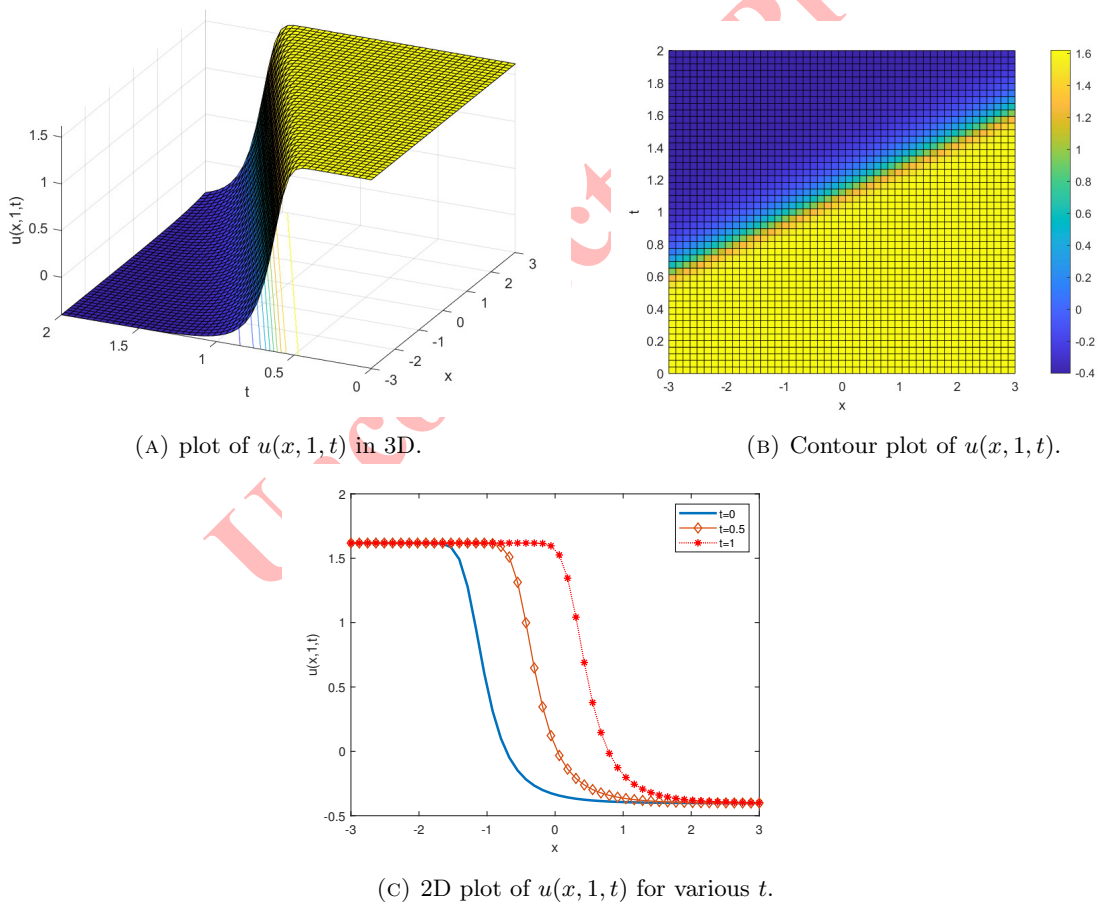 1.5
1
0.5
0
u(x,1,t)
2
1.5
1
0.5
0
t
3
2
1
0
-1
-2
-3
x
2
1.8
1.6
1.4
1.2
1
0.8
0.6
0.4
0.2
0
t
-3 -2 -1 0 1 2 3
x
1.6
1.4
1.2
1
0.8
0.6
0.4
0.2
0
-0.2
-0.4
(A) plot of u(x, 1, t) in 3D.
(B) Contour plot of u(x, 1, t).
2
1.5
1
0.5
0
-0.5
u(x,1,t)
t=0
t=0.5
t=1
-3 -2 -1 0 1 2 3
x
(C) 2D plot of u(x, 1, t) for various t.